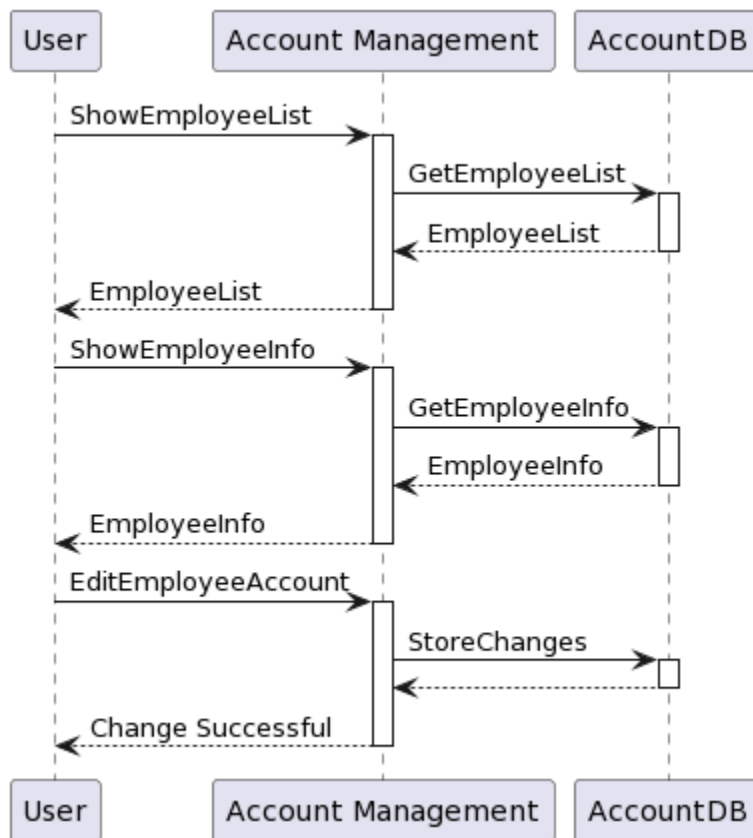 User Account Management AccountDB
ShowEmployeeList
GetEmployeeList
EmployeeList
EmployeeList
ShowEmployeeInfo
GetEmployeeInfo
EmployeeInfo
EmployeeInfo
EditEmployeeAccount
StoreChanges
Change Successful
User Account Management AccountDB